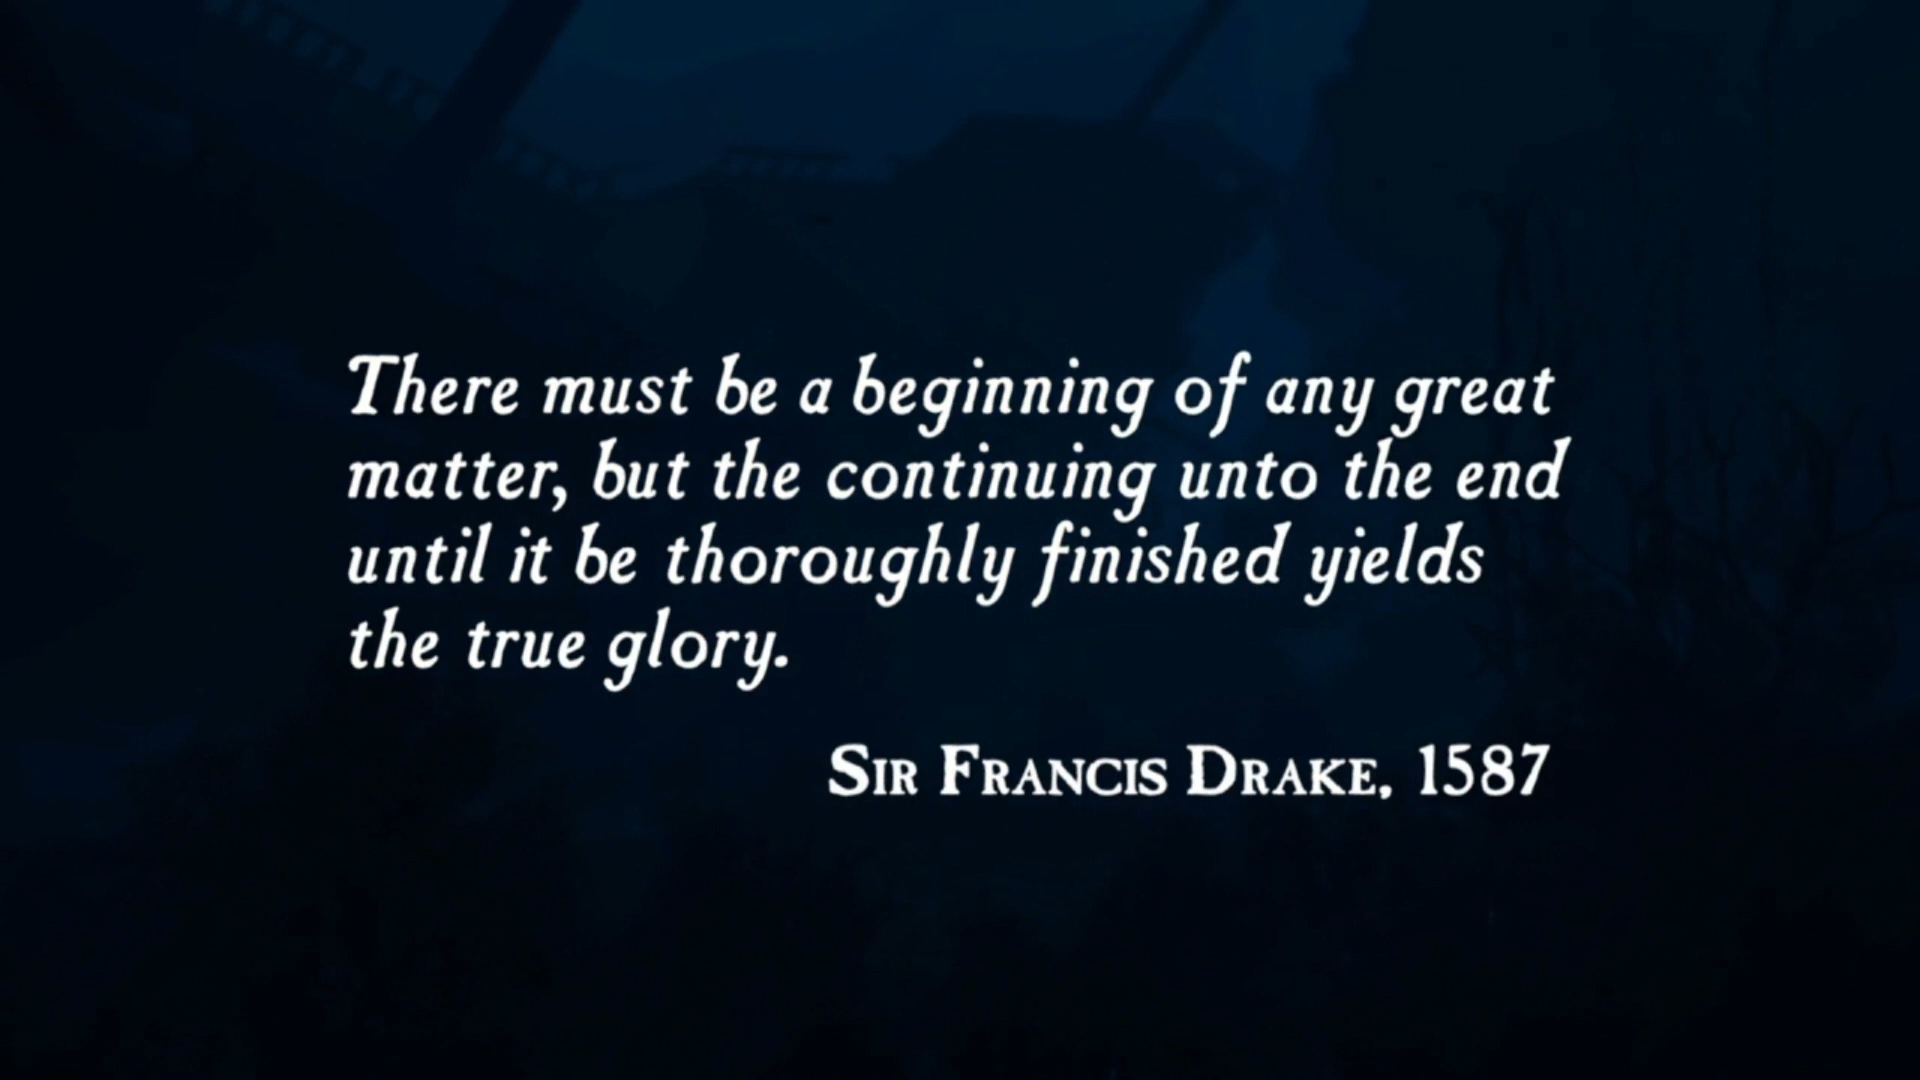 There must be a beginning of any great
matter, but the continuing unto the end
until it be thoroughly finished yields
the true glory.
Sir Francis Drake, 1587